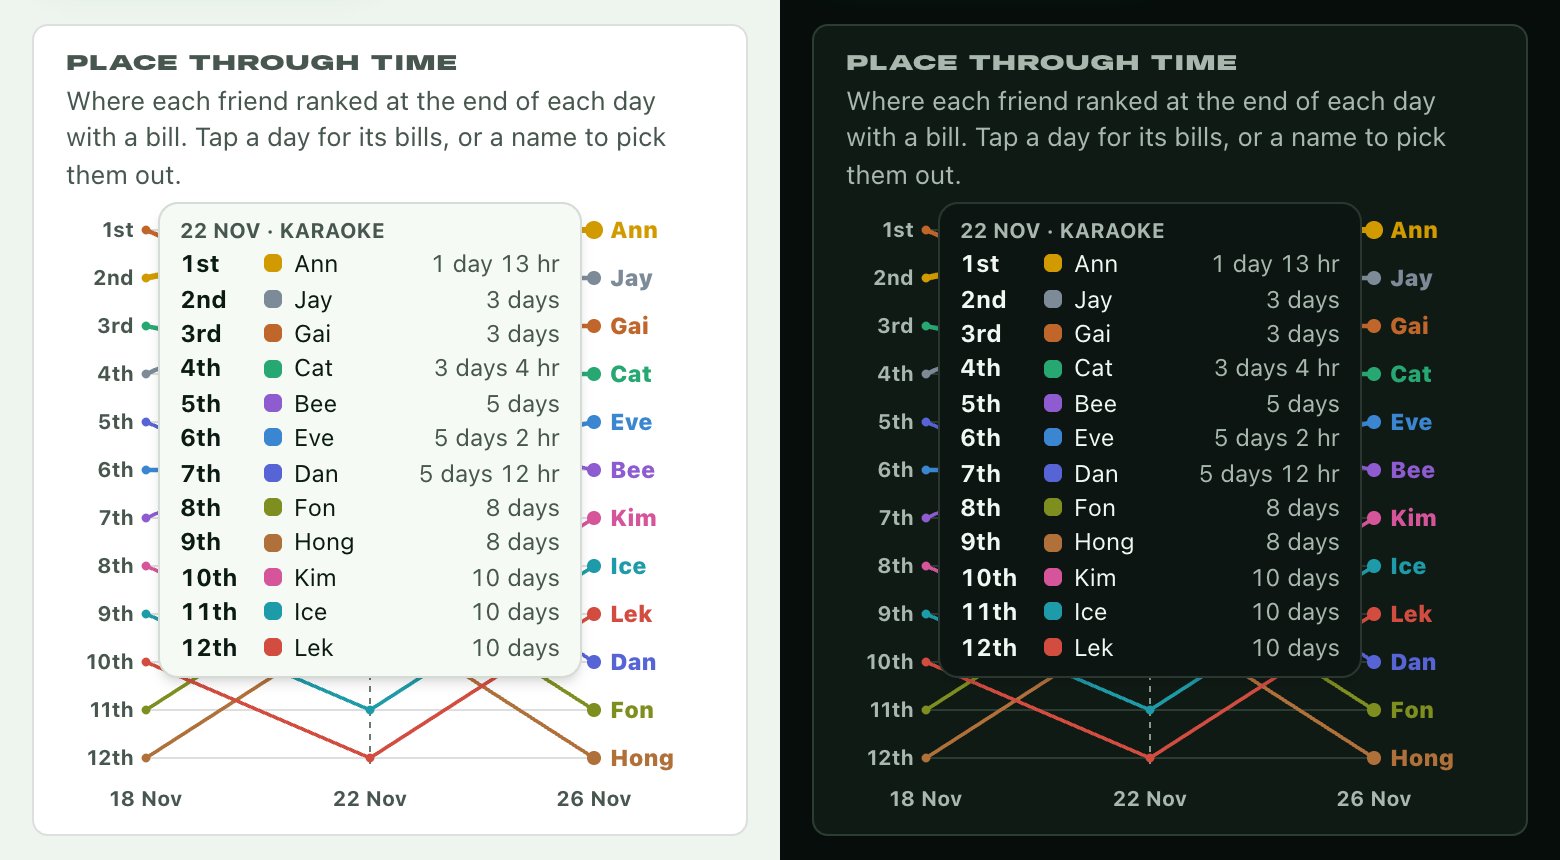 PLACE THROUGH TIME
Where each friend ranked at the end of each day
with a bill. Tap a day for its bills, or a name to pick
them out.
1st
2nd
3rd
4th
5th
6th
7th
8th
9th
10th
11th
12th
22 NOV · KARAOKE
1st Ann 1 day 13 hr
2nd Jay 3 days
3rd Gai 3 days
4th Cat 3 days 4 hr
5th Bee 5 days
6th Eve 5 days 2 hr
7th Dan 5 days 12 hr
8th Fon 8 days
9th Hong 8 days
10th Kim 10 days
11th Ice 10 days
12th Lek 10 days
Ann
Jay
Gai
Cat
Eve
Bee
Kim
Ice
Lek
Dan
Fon
Hong
18 Nov 22 Nov 26 Nov
PLACE THROUGH TIME
Where each friend ranked at the end of each day
with a bill. Tap a day for its bills, or a name to pick
them out.
1st
2nd
3rd
4th
5th
6th
7th
8th
9th
10th
11th
12th
22 NOV · KARAOKE
1st Ann 1 day 13 hr
2nd Jay 3 days
3rd Gai 3 days
4th Cat 3 days 4 hr
5th Bee 5 days
6th Eve 5 days 2 hr
7th Dan 5 days 12 hr
8th Fon 8 days
9th Hong 8 days
10th Kim 10 days
11th Ice 10 days
12th Lek 10 days
Ann
Jay
Gai
Cat
Eve
Bee
Kim
Ice
Lek
Dan
Fon
Hong
18 Nov 22 Nov 26 Nov